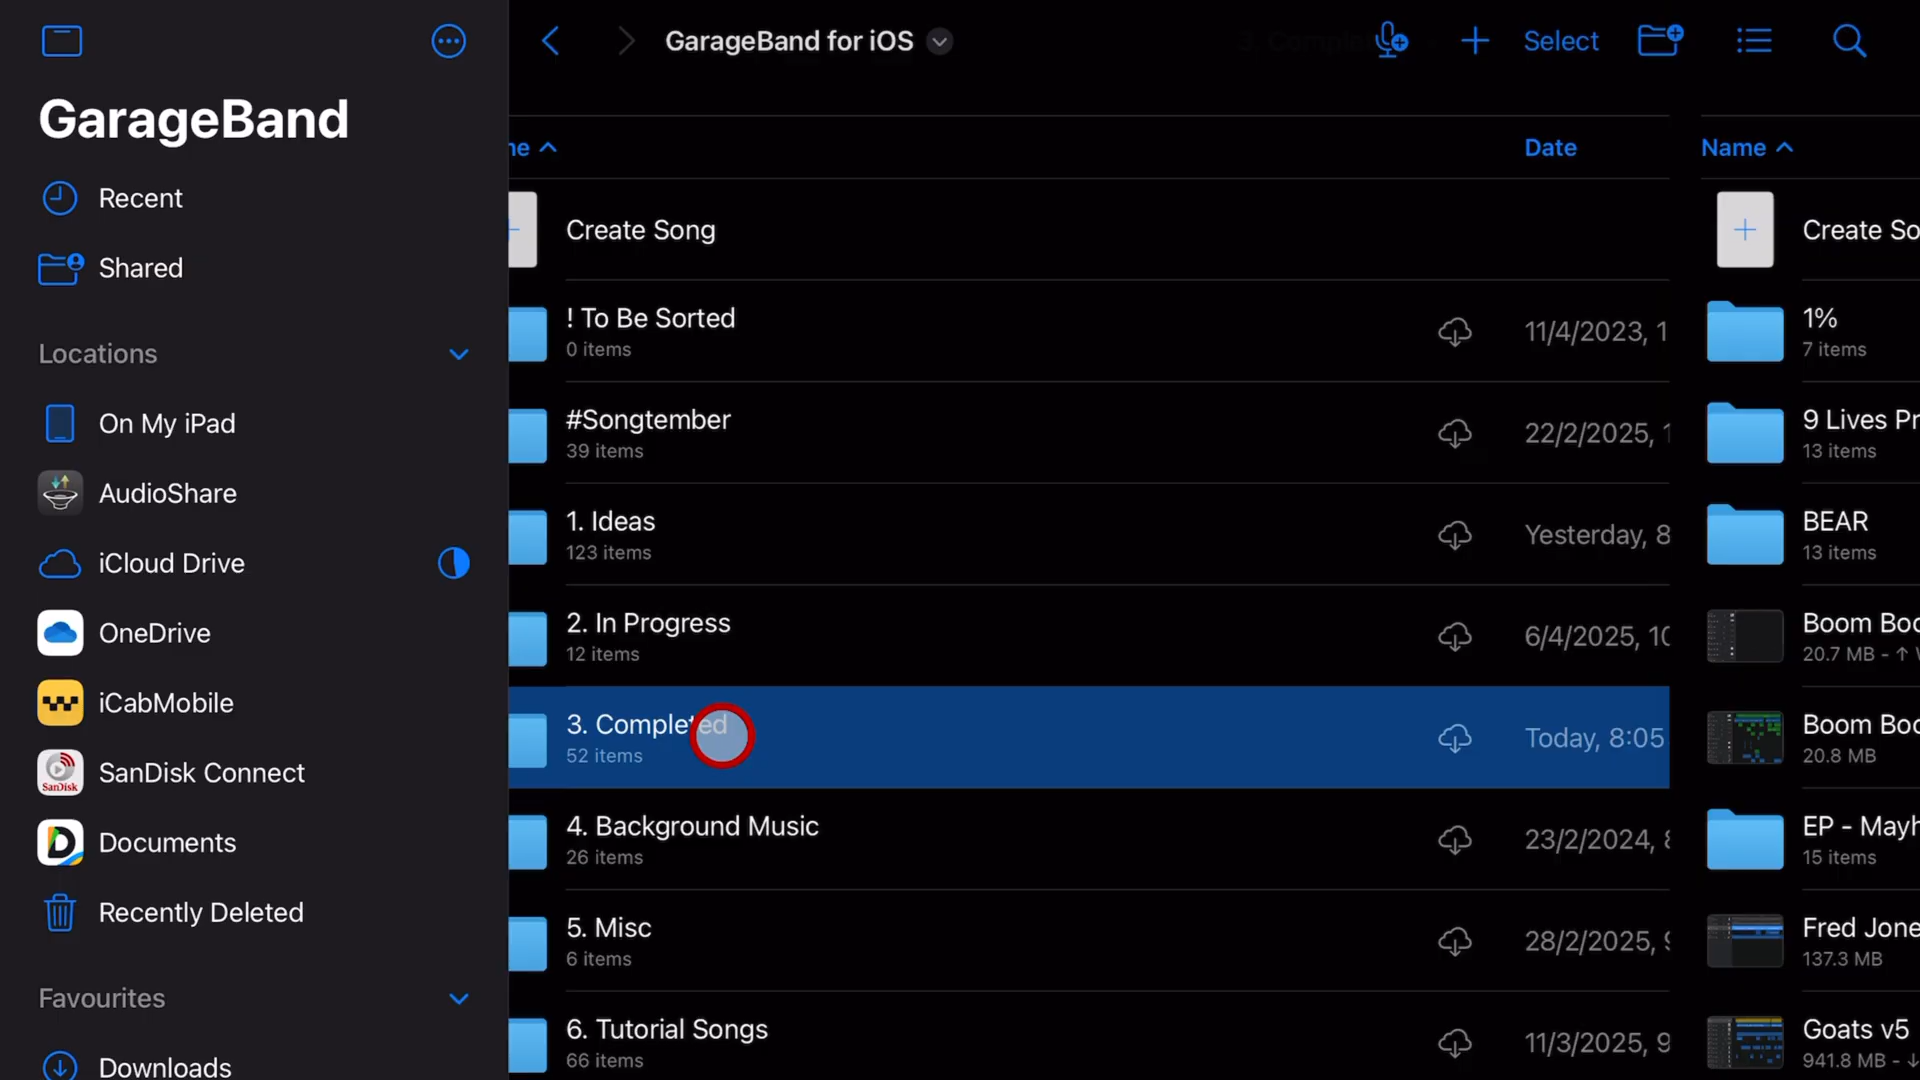 GarageBand
Recent
Shared
Locations
On My iPad
AudioShare
iCloud Drive
OneDrive
iCabMobile
SanDisk
SanDisk Connect
Documents
Recently Deleted
Favourites
Downloads
GarageBand for iOS
Select
Date
Create Song
! To Be Sorted
0 items
11/4/2023, 1
#Songtember
39 items
22/2/2025, 1
1. Ideas
123 items
Yesterday, 8
2. In Progress
12 items
6/4/2025, 10
3. Completed
52 items
Today, 8:05
4. Background Music
26 items
23/2/2024, 8
5. Misc
6 items
28/2/2025, 9
6. Tutorial Songs
66 items
11/3/2025, 9
Name
Create So
1%
7 items
9 Lives Pr
13 items
BEAR
13 items
Boom Boo
20.7 MB - ↑
Boom Boo
20.8 MB
EP - Mayh
15 items
Fred Jone
137.3 MB
Goats v5
941.8 MB - ↓